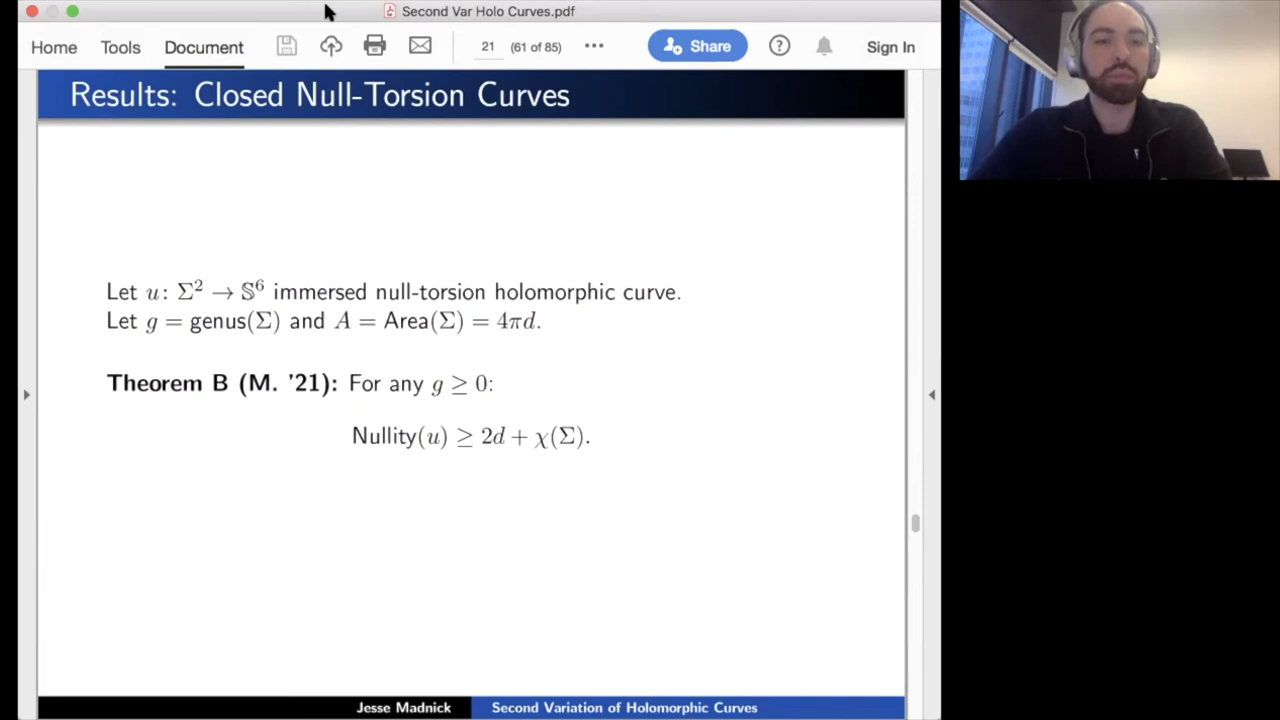 Second Var Holo Curves.pdf
Home Tools Document 21 (61 of 85) Share Sign In
Results: Closed Null-Torsion Curves
Let u: Σ² → 𝕊⁶ immersed null-torsion holomorphic curve.
Let g = genus(Σ) and A = Area(Σ) = 4πd.
Theorem B (M. '21): For any g ≥ 0:
Nullity(u) ≥ 2d + χ(Σ).
Jesse Madnick Second Variation of Holomorphic Curves